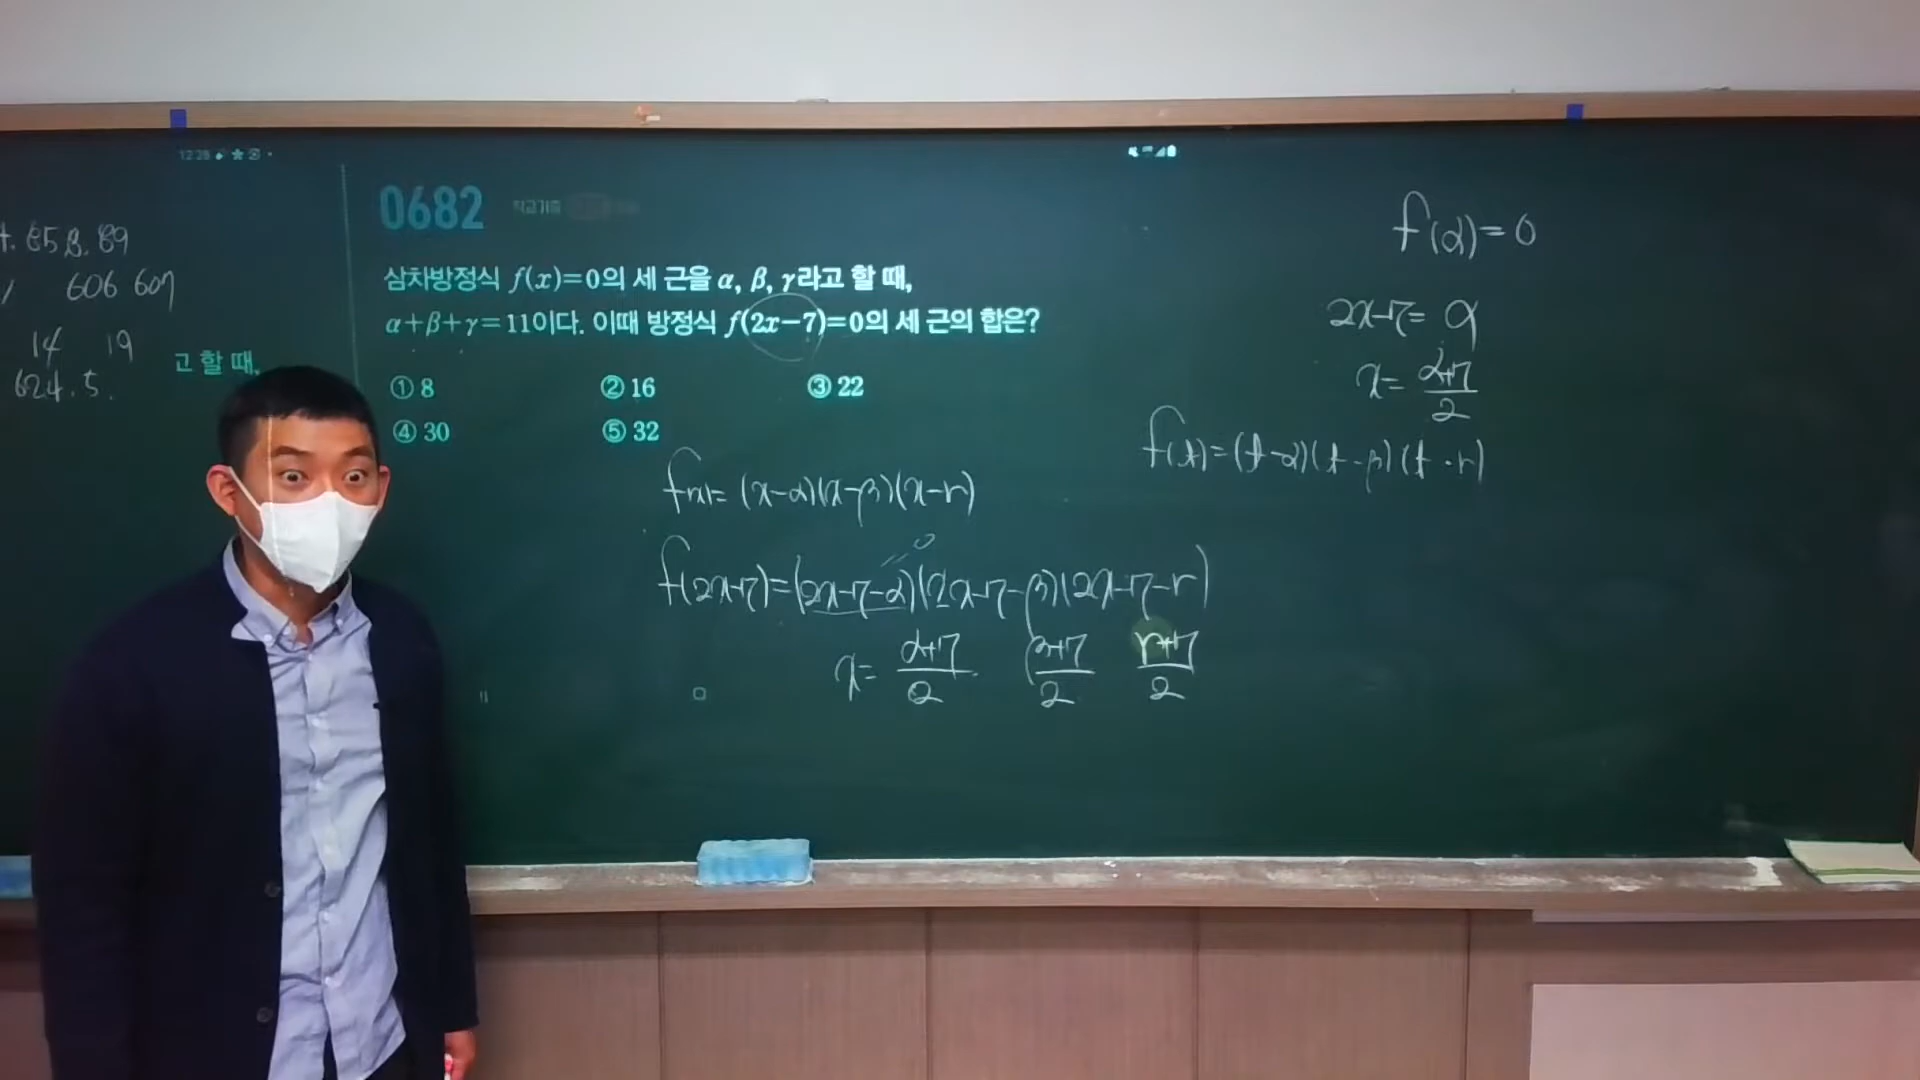 12:28
0682
삼차방정식 f(x)=0의 세 근을 α, β, γ라고 할 때,
α+β+γ=11이다. 이때 방정식 f(2x-7)=0의 세 근의 합은?
① 8 ② 16 ③ 22
④ 30 ⑤ 32
606 607
14 19
고 할 때,
624.5.
f(x)=(x-α)(x-β)(x-r)
f(2x-7)=(2x-7-α)(2x-7-β)(2x-7-r)
0
x= α+7/2 β+7/2 r+7/2
f(α)=0
2x-7=α
x= α+7/2
f(t)=(t-α)(t-β)(t-r)